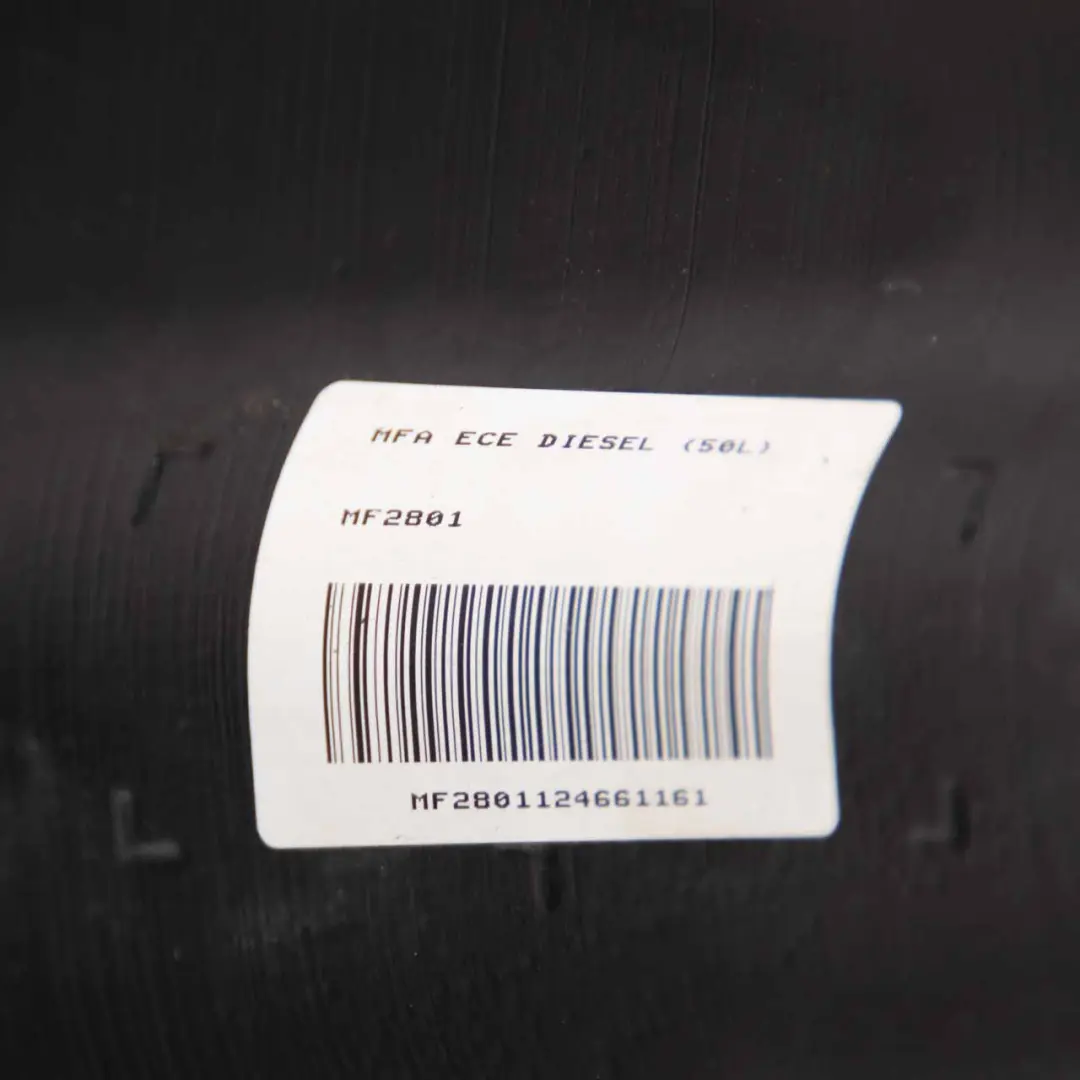 MFA ECE DIESEL (50L)
MF2801
MF2801124661161